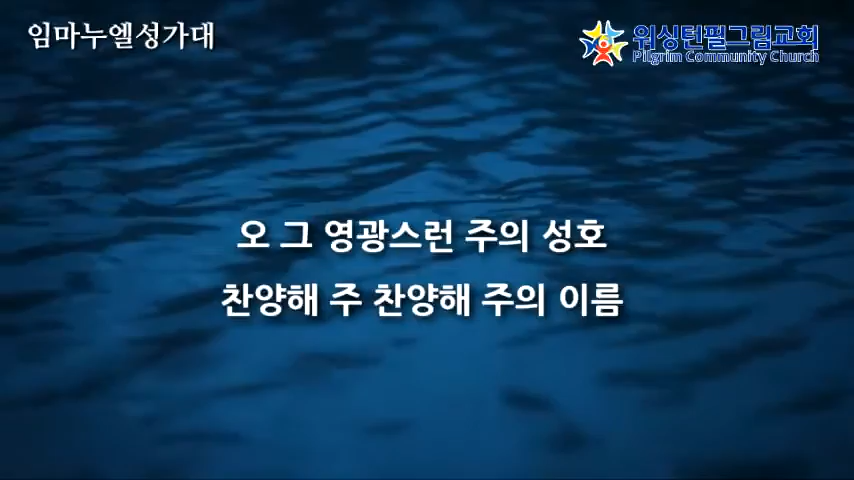 임마누엘성가대
워싱턴필그림교회
Pilgrim Community Church
오 그 영광스런 주의 성호
찬양해 주 찬양해 주의 이름